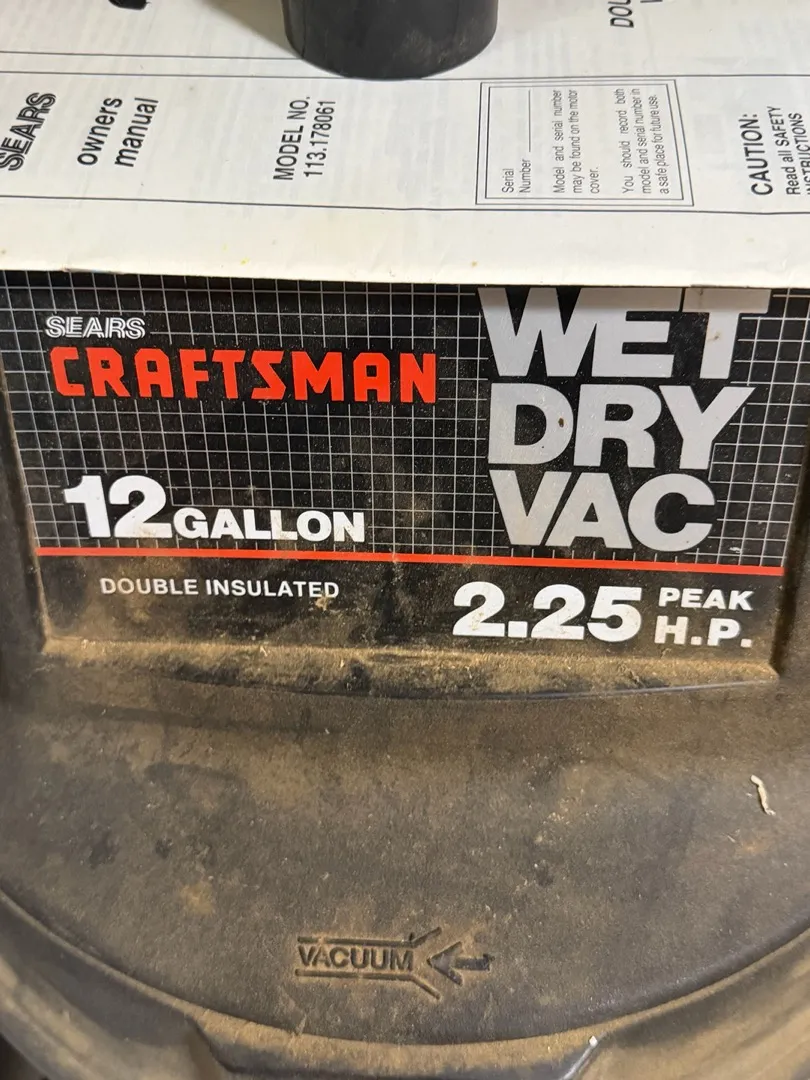 SEARS
owners
manual
MODEL NO.
113.178061
Serial
Number
Model and serial number
may be found on the motor
cover.
You should record both
model and serial number in
a safe place for future use.
CAUTION:
Read all SAFETY
SEARS
CRAFTSMAN
WET
DRY
VAC
12 GALLON
DOUBLE INSULATED
2.25 PEAK
H.P.
VACUUM